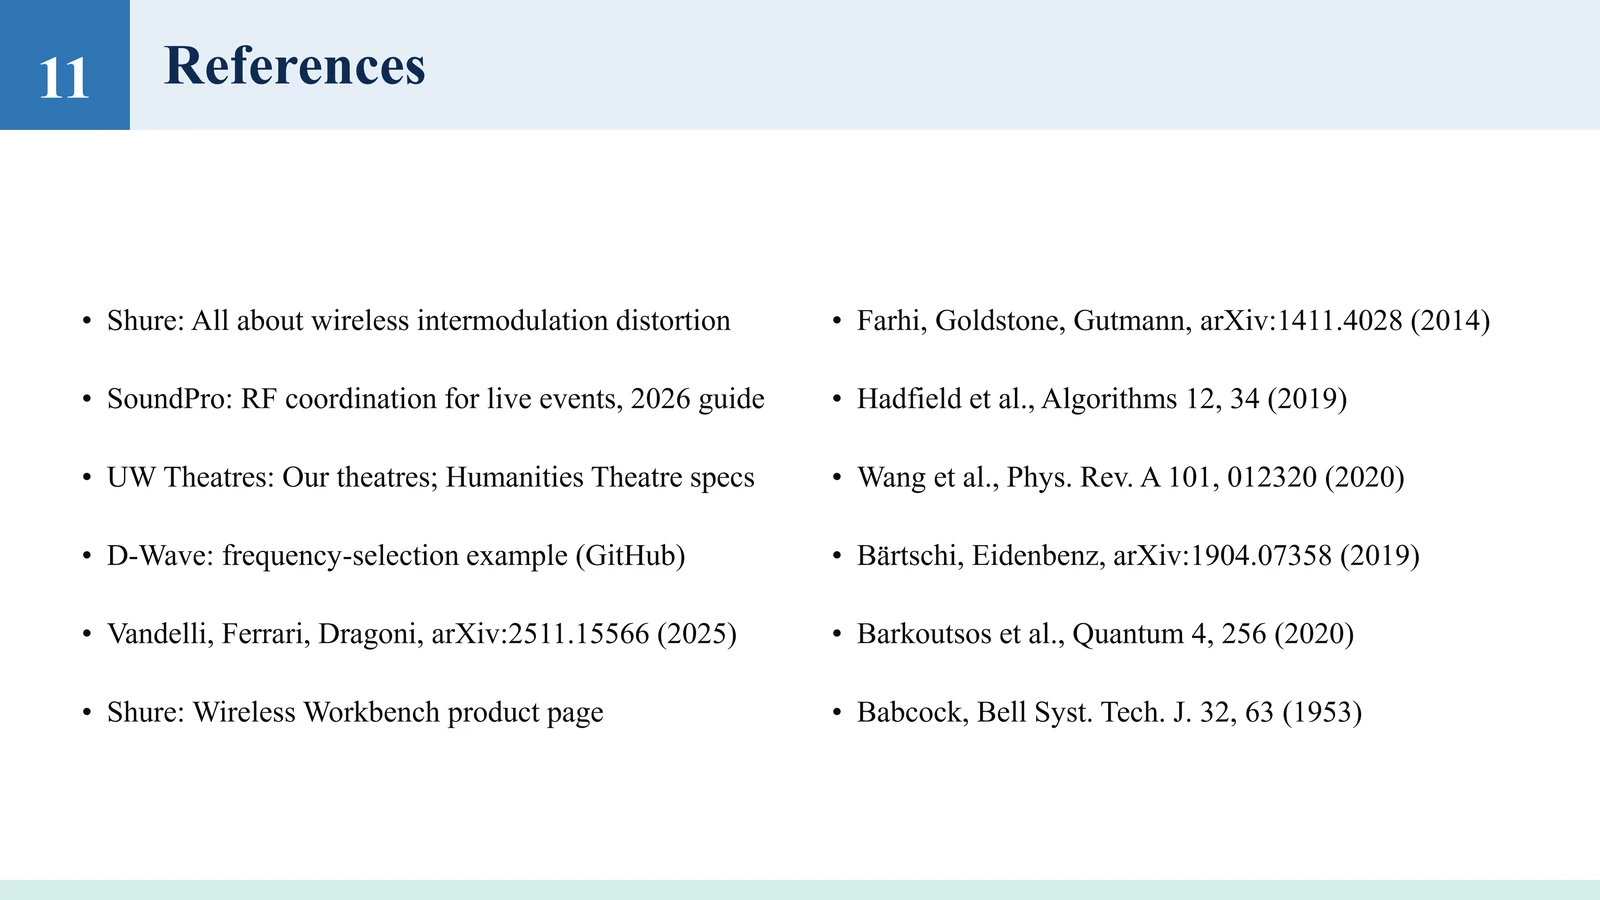 11
References
• Shure: All about wireless intermodulation distortion
• SoundPro: RF coordination for live events, 2026 guide
• UW Theatres: Our theatres; Humanities Theatre specs
• D-Wave: frequency-selection example (GitHub)
• Vandelli, Ferrari, Dragoni, arXiv:2511.15566 (2025)
• Shure: Wireless Workbench product page
• Farhi, Goldstone, Gutmann, arXiv:1411.4028 (2014)
• Hadfield et al., Algorithms 12, 34 (2019)
• Wang et al., Phys. Rev. A 101, 012320 (2020)
• Bärtschi, Eidenbenz, arXiv:1904.07358 (2019)
• Barkoutsos et al., Quantum 4, 256 (2020)
• Babcock, Bell Syst. Tech. J. 32, 63 (1953)